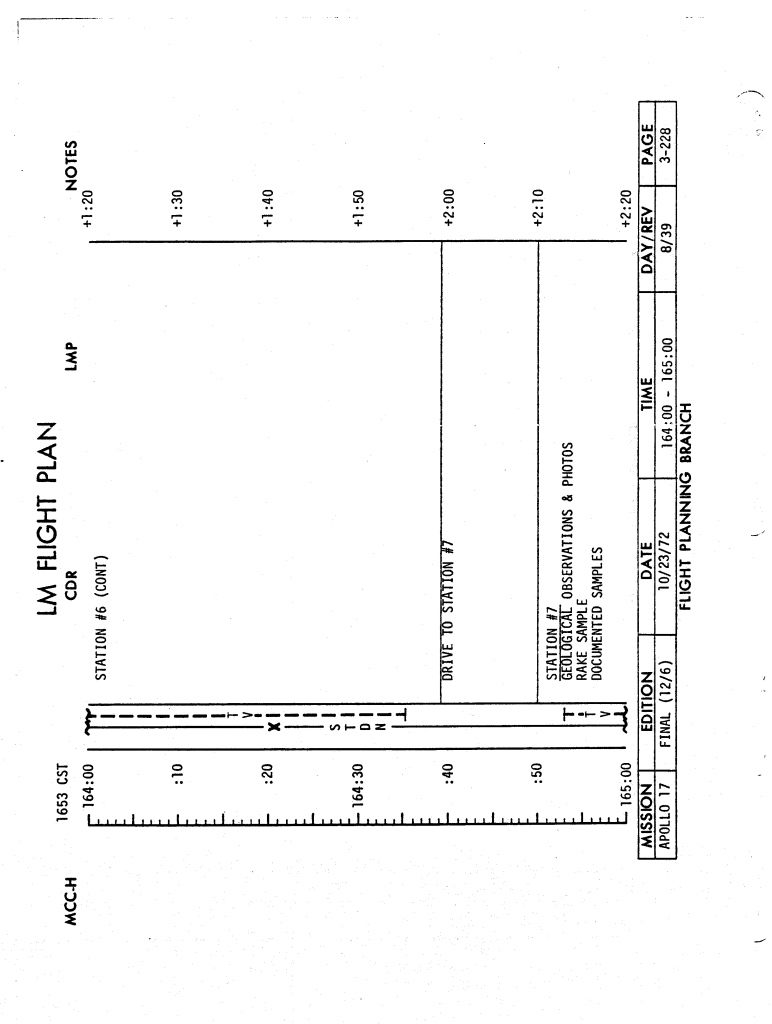 LM FLIGHT PLAN
MCC-H CDR LMP NOTES
1653 CST
164:00 STATION #6 (CONT) +1:20
:10 +1:30
TV
:20 X +1:40
STDN
164:30 +1:50
:40 DRIVE TO STATION #7 +2:00
:50 +2:10
STATION #7
GEOLOGICAL OBSERVATIONS & PHOTOS
RAKE SAMPLE
DOCUMENTED SAMPLES
TV
165:00 +2:20
MISSION EDITION DATE TIME DAY/REV PAGE
APOLLO 17 FINAL (12/6) 10/23/72 164:00 - 165:00 8/39 3-228
FLIGHT PLANNING BRANCH